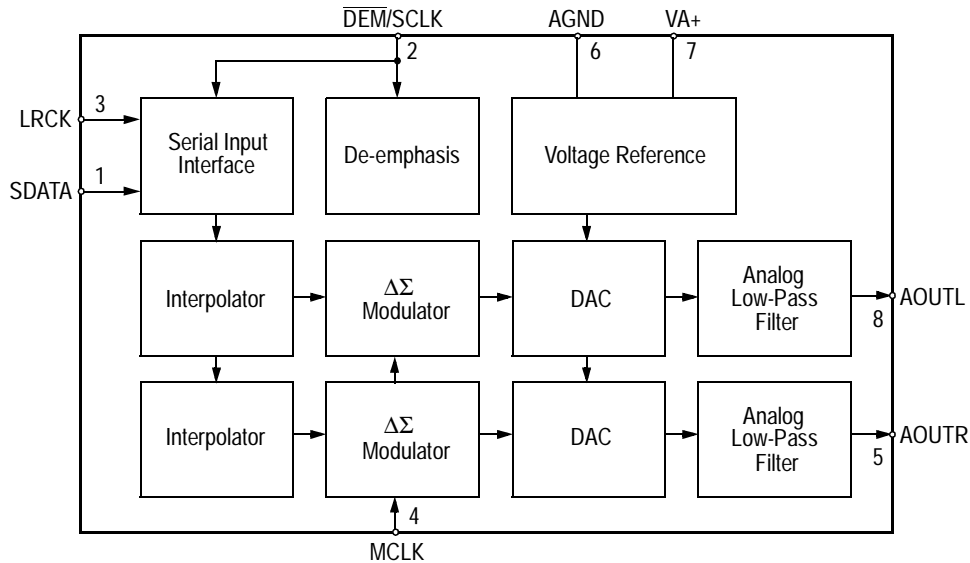 D̅E̅M̅/SCLK
AGND
VA+
2
6
7
LRCK
3
SDATA
1
Serial Input
Interface
De-emphasis
Voltage Reference
Interpolator
ΔΣ
Modulator
DAC
Analog
Low-Pass
Filter
AOUTL
8
Interpolator
ΔΣ
Modulator
DAC
Analog
Low-Pass
Filter
AOUTR
5
4
MCLK